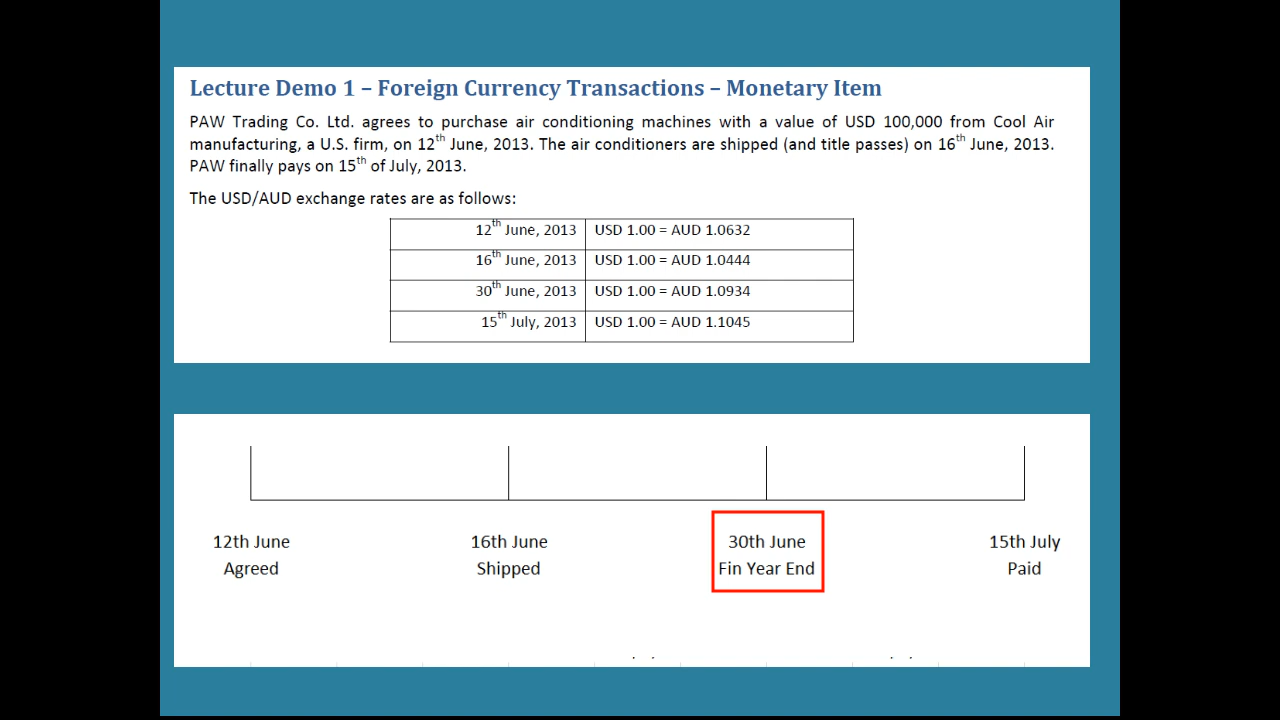 Lecture Demo 1 – Foreign Currency Transactions – Monetary Item
PAW Trading Co. Ltd. agrees to purchase air conditioning machines with a value of USD 100,000 from Cool Air
manufacturing, a U.S. firm, on 12th June, 2013. The air conditioners are shipped (and title passes) on 16th June, 2013.
PAW finally pays on 15th of July, 2013.
The USD/AUD exchange rates are as follows:
12th June, 2013 USD 1.00 = AUD 1.0632
16th June, 2013 USD 1.00 = AUD 1.0444
30th June, 2013 USD 1.00 = AUD 1.0934
15th July, 2013 USD 1.00 = AUD 1.1045
12th June 16th June 30th June 15th July
Agreed Shipped Fin Year End Paid